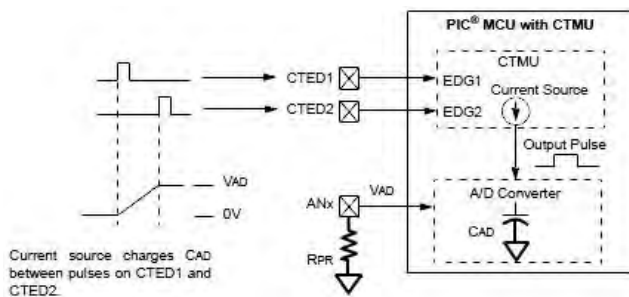 PIC® MCU with CTMU
CTMU
CTED1
EDG1
Current Source
CTED2
EDG2
Output Pulse
VAD
0V
ANx
VAD
A/D Converter
CAD
RPR
Current source charges CAD
between pulses on CTED1 and
CTED2.